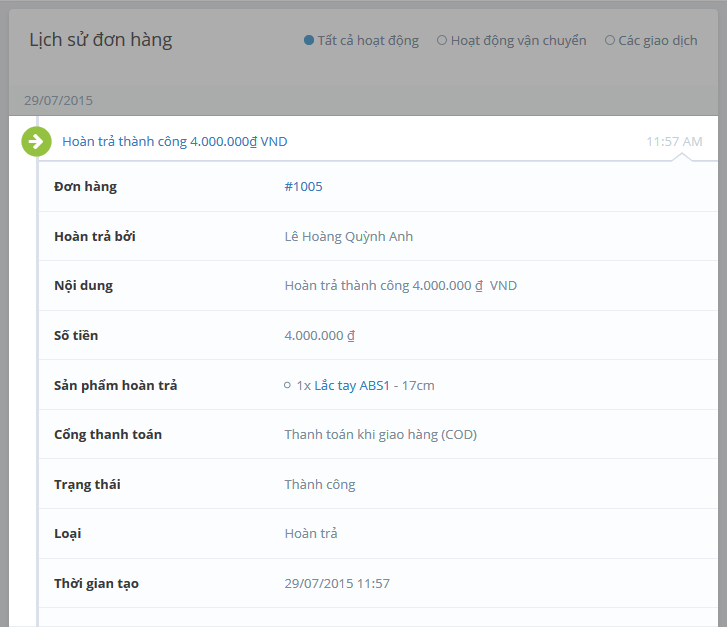 Lịch sử đơn hàng
Tất cả hoạt động Hoạt động vận chuyển Các giao dịch
29/07/2015
Hoàn trả thành công 4.000.000₫ VND 11:57 AM
Đơn hàng #1005
Hoàn trả bởi Lê Hoàng Quỳnh Anh
Nội dung Hoàn trả thành công 4.000.000 ₫ VND
Số tiền 4.000.000 ₫
Sản phẩm hoàn trả 1x Lắc tay ABS1 - 17cm
Cổng thanh toán Thanh toán khi giao hàng (COD)
Trạng thái Thành công
Loại Hoàn trả
Thời gian tạo 29/07/2015 11:57